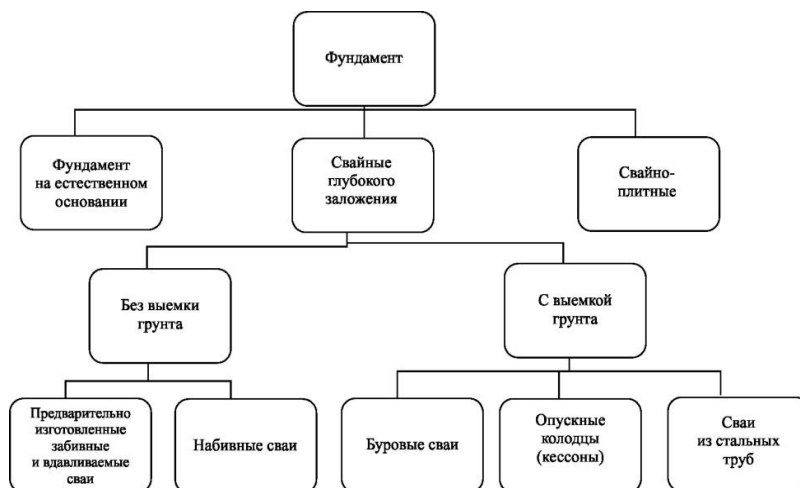 Фундамент
Фундамент
на естественном
основании
Свайные
глубокого
заложения
Свайно-
плитные
Без выемки
грунта
С выемкой
грунта
Предварительно
изготовленные
забивные
и вдавливаемые
сваи
Набивные сваи
Буровые сваи
Опускные
колодцы
(кессоны)
Сваи
из стальных
труб